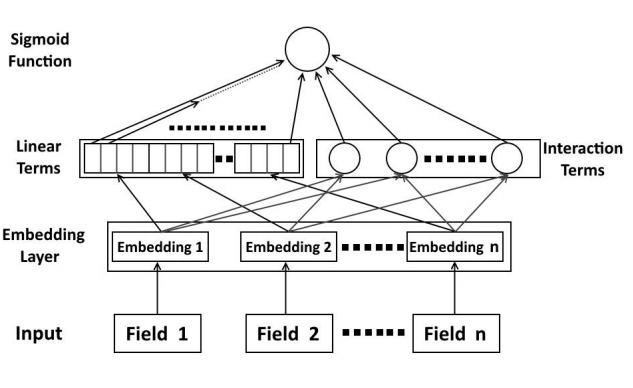 Sigmoid
Function
Linear
Terms
Interaction
Terms
Embedding
Layer
Embedding 1
Embedding 2
Embedding n
Input
Field 1
Field 2
Field n